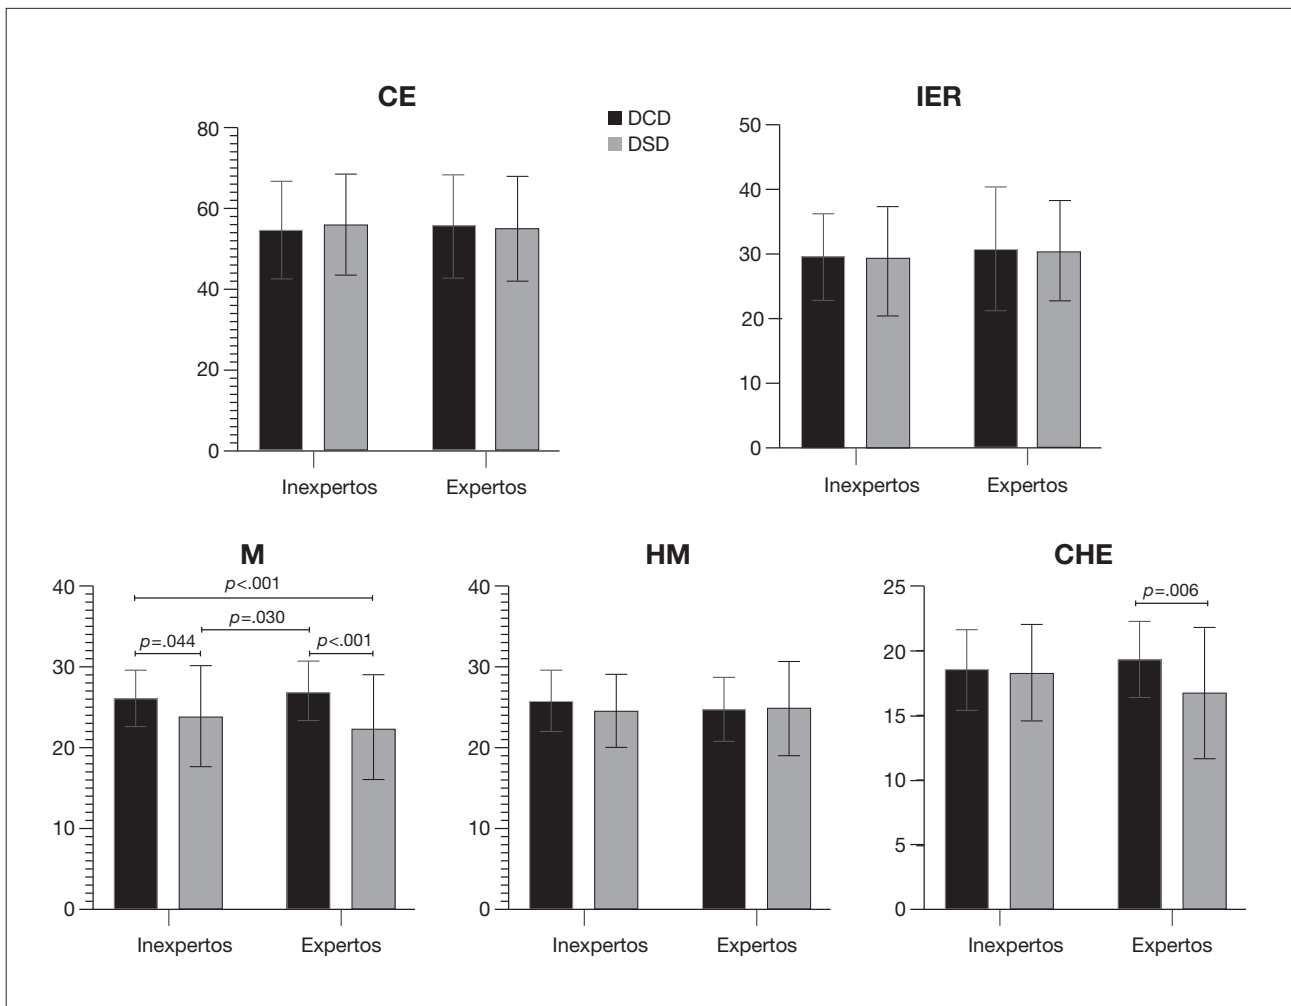 CE
DCD
DSD
80
60
40
20
0
Inexpertos
Expertos
IER
50
40
30
20
10
0
Inexpertos
Expertos
M
40
30
20
10
0
p<.001
p=.030
p=.044
p<.001
Inexpertos
Expertos
HM
40
30
20
10
0
Inexpertos
Expertos
CHE
25
20
15
10
5
0
p=.006
Inexpertos
Expertos